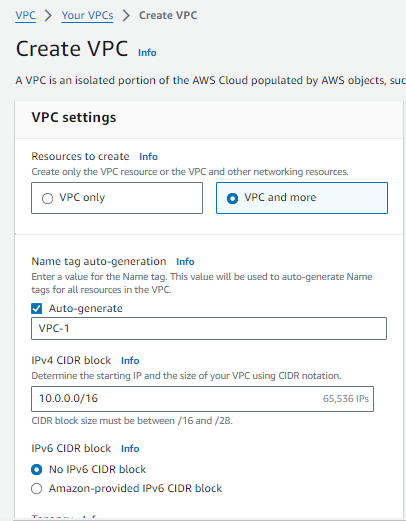 VPC > Your VPCs > Create VPC
Create VPC Info
A VPC is an isolated portion of the AWS Cloud populated by AWS objects, suc
VPC settings
Resources to create Info
Create only the VPC resource or the VPC and other networking resources.
VPC only VPC and more
Name tag auto-generation Info
Enter a value for the Name tag. This value will be used to auto-generate Name
tags for all resources in the VPC.
Auto-generate
VPC-1
IPv4 CIDR block Info
Determine the starting IP and the size of your VPC using CIDR notation.
10.0.0.0/16 65,536 IPs
CIDR block size must be between /16 and /28.
IPv6 CIDR block Info
No IPv6 CIDR block
Amazon-provided IPv6 CIDR block